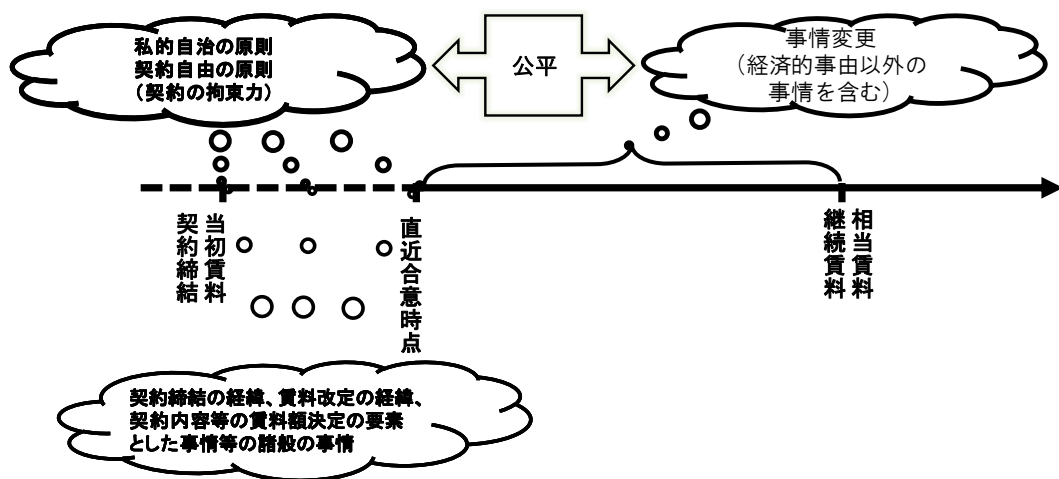 私的自治の原則
契約自由の原則
（契約の拘束力）
公平
事情変更
（経済的事由以外の
事情を含む）
当初賃料
契約締結
直近合意時点
相当賃料
継続賃料
契約締結の経緯、賃料改定の経緯、
契約内容等の賃料額決定の要素
とした事情等の諸般の事情